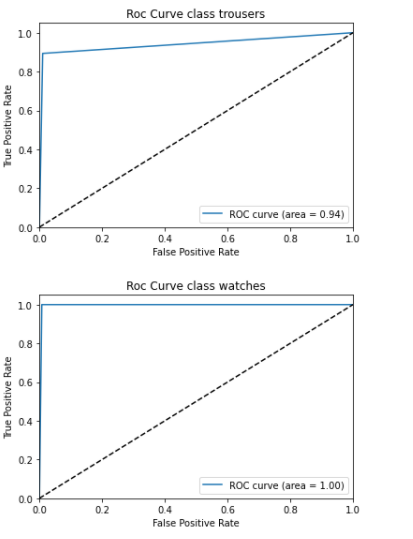 Roc Curve class trousers
1.0
0.8
0.6
0.4
0.2
0.0
True Positive Rate
ROC curve (area = 0.94)
0.0 0.2 0.4 0.6 0.8 1.0
False Positive Rate
Roc Curve class watches
1.0
0.8
0.6
0.4
0.2
0.0
True Positive Rate
ROC curve (area = 1.00)
0.0 0.2 0.4 0.6 0.8 1.0
False Positive Rate